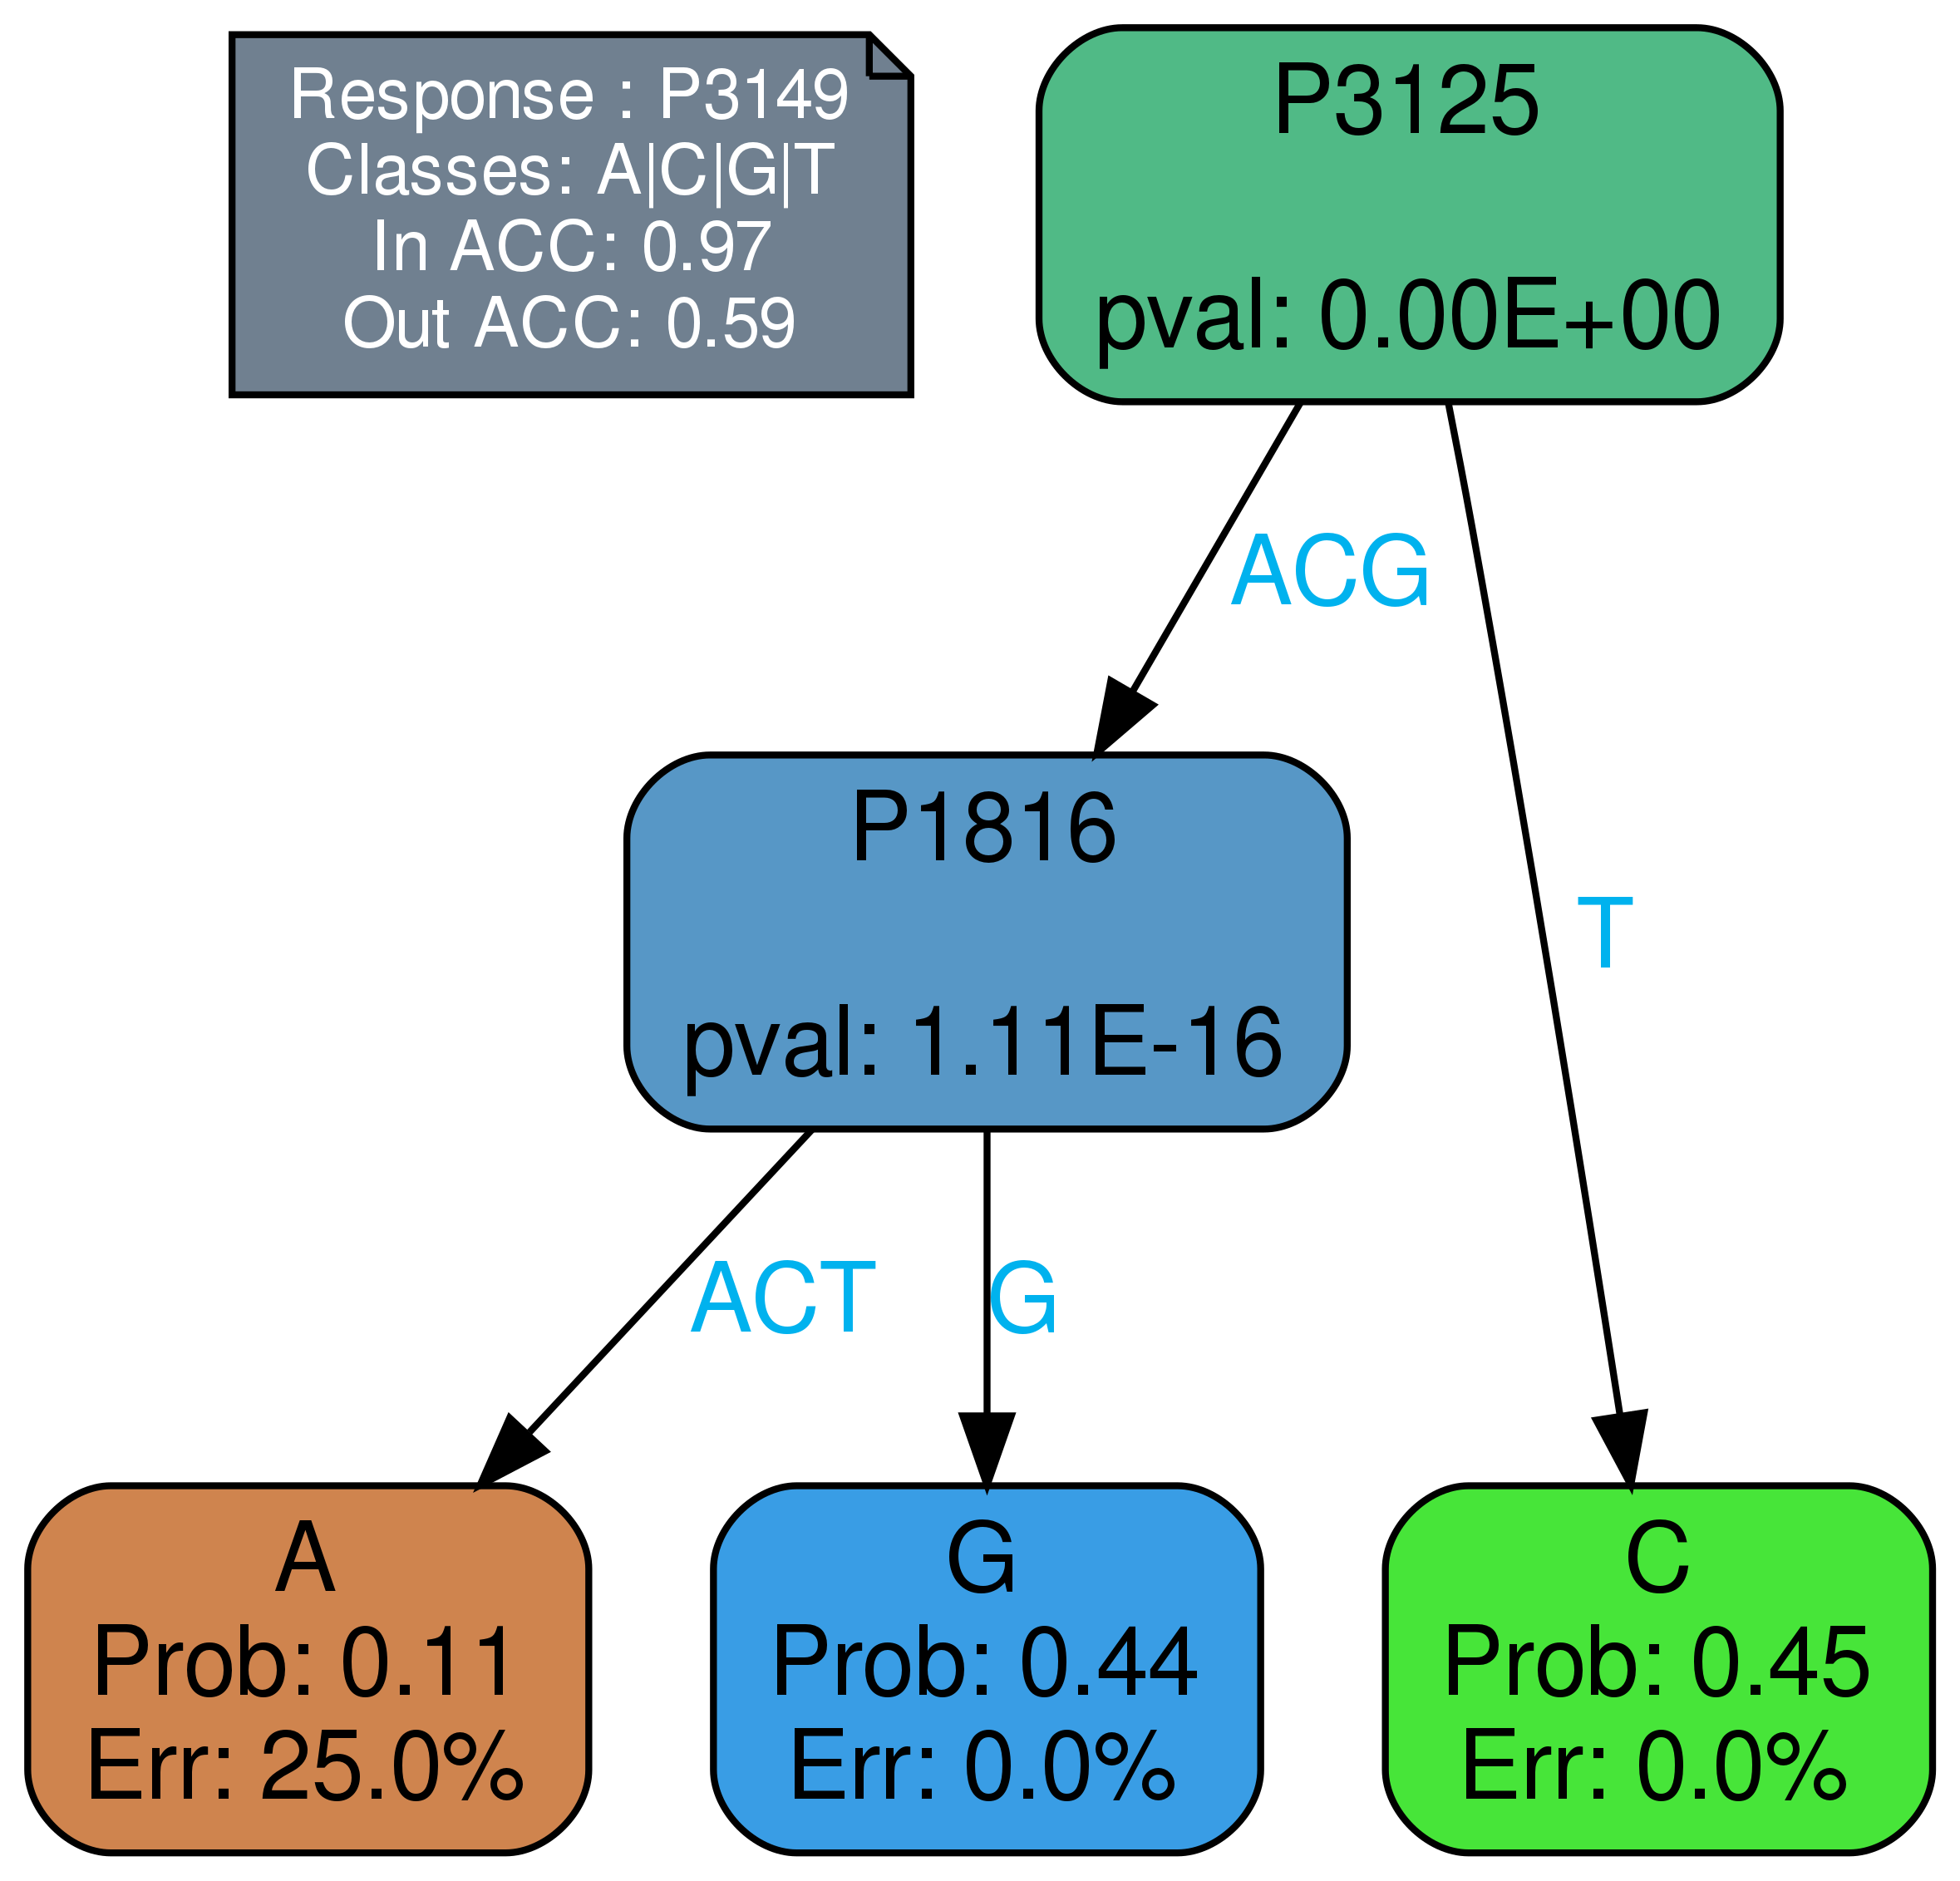 Response : P3149
Classes: A|C|G|T
In ACC: 0.97
Out ACC: 0.59
P3125
pval: 0.00E+00
ACG
T
P1816
pval: 1.11E-16
ACT
G
A
Prob: 0.11
Err: 25.0%
G
Prob: 0.44
Err: 0.0%
C
Prob: 0.45
Err: 0.0%